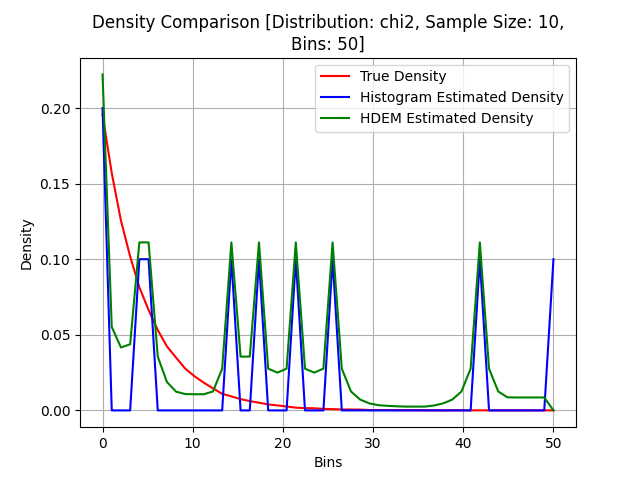 Density Comparison [Distribution: chi2, Sample Size: 10,
Bins: 50]
True Density
Histogram Estimated Density
HDEM Estimated Density
Density
0.20
0.15
0.10
0.05
0.00
0 10 20 30 40 50
Bins